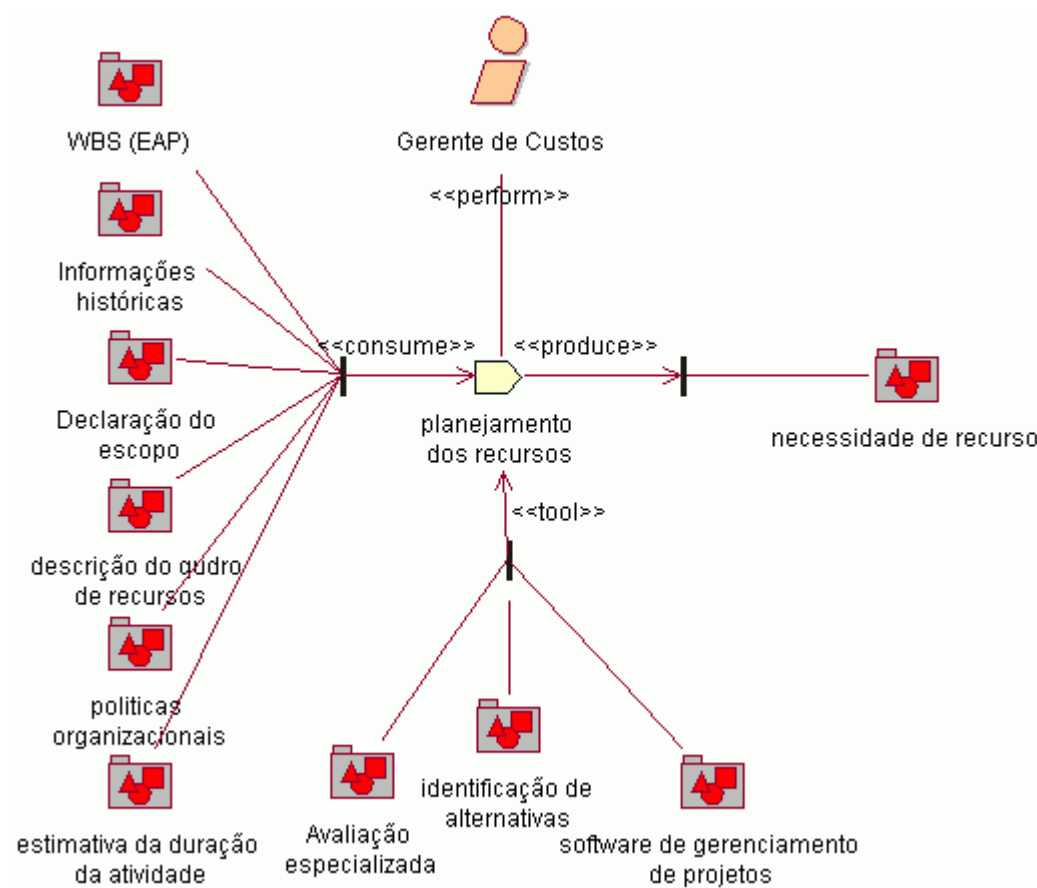 WBS (EAP)
Gerente de Custos
<<perform>>
Informações
históricas
<<consume>>
<<produce>>
Declaração do
escopo
planejamento
dos recursos
necessidade de recurso
<<tool>>
descrição do qudro
de recursos
politicas
organizacionais
identificação de
alternativas
Avaliação
especializada
software de gerenciamento
de projetos
estimativa da duração
da atividade